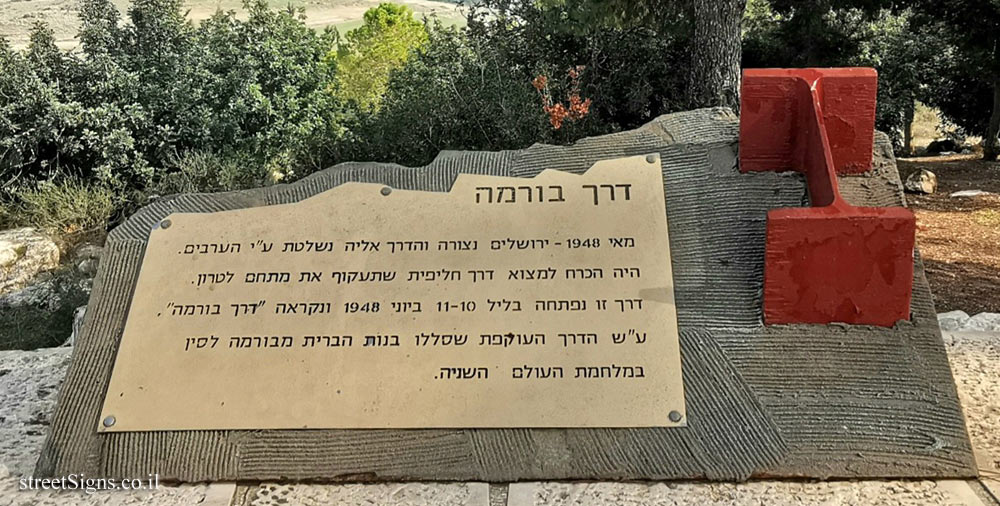 דרך בורמה
מאי 1948 - ירושלים נצורה והדרך אליה נשלטת ע"י הערבים.
היה הכרח למצוא דרך חליפית שתעקוף את מתחם לטרון.
דרך זו נפתחה בליל 11-10 ביוני 1948 ונקראה "דרך בורמה".
ע"ש הדרך העוקפת שסללו בנות הברית מבורמה לסין
במלחמת העולם השניה.
streetSigns.co.il